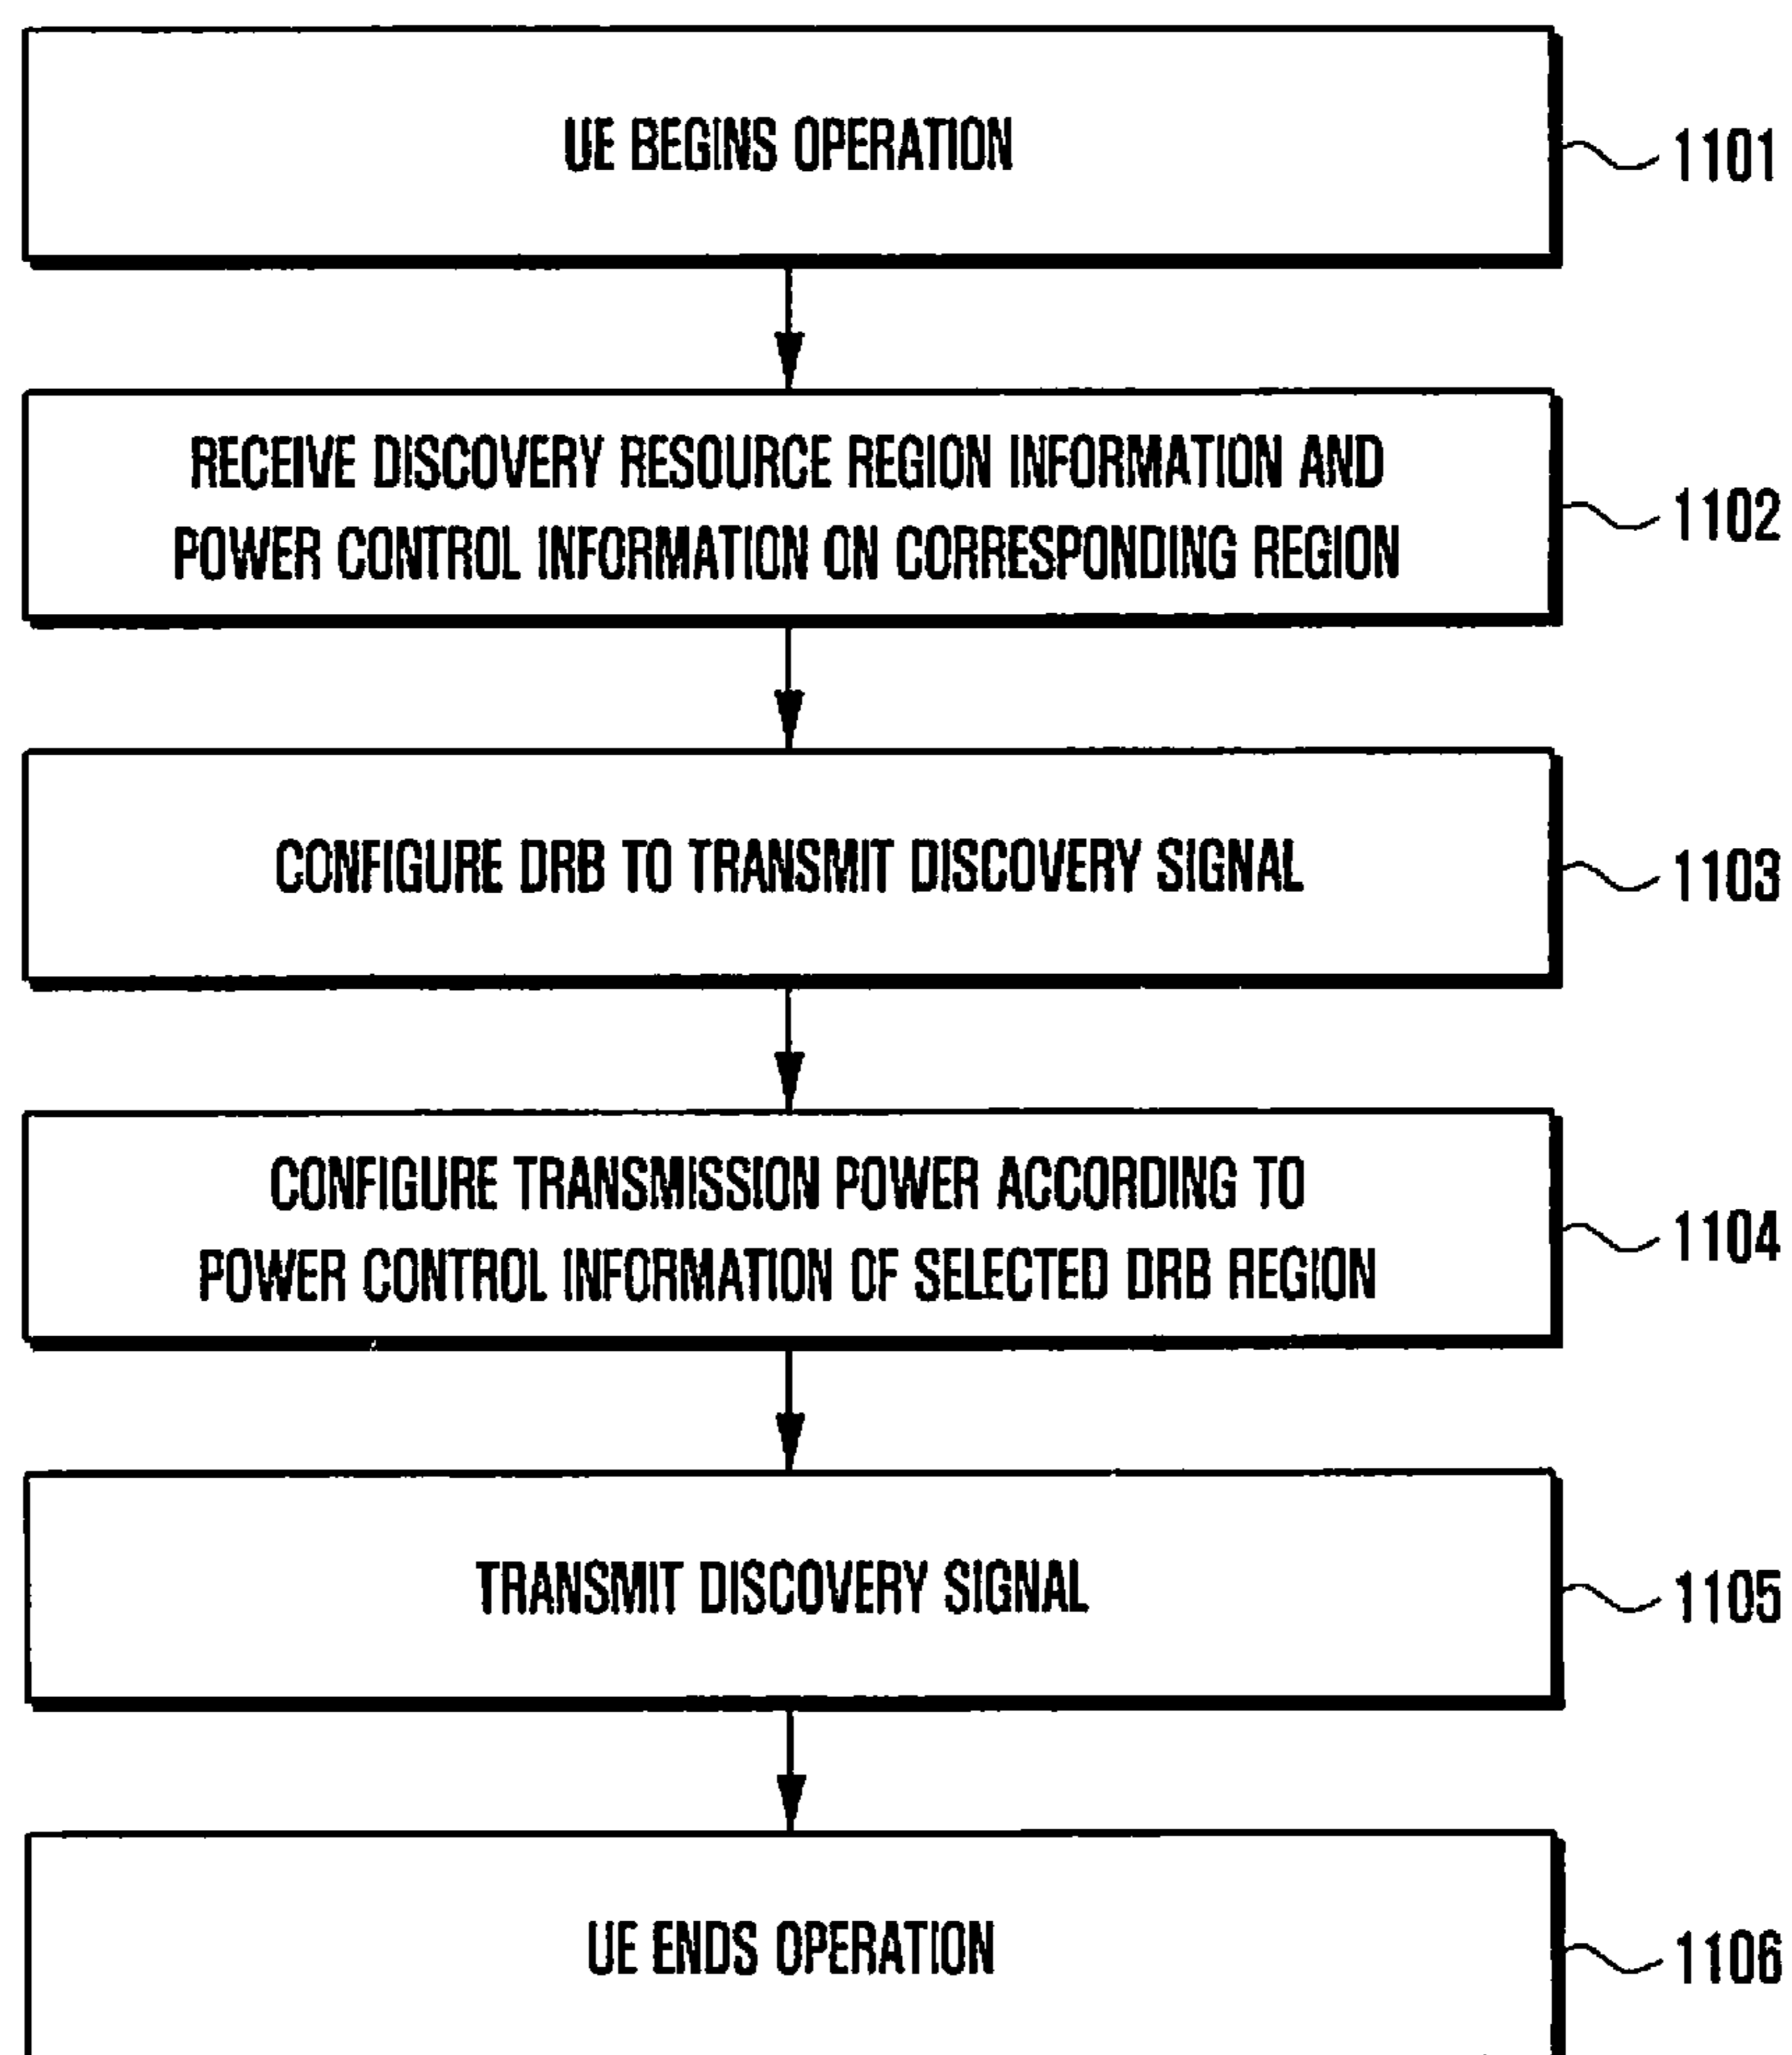 UE BEGINS OPERATION
1101
RECEIVE DISCOVERY RESOURCE REGION INFORMATION AND
POWER CONTROL INFORMATION ON CORRESPONDING REGION
1102
CONFIGURE DRB TO TRANSMIT DISCOVERY SIGNAL
1103
CONFIGURE TRANSMISSION POWER ACCORDING TO
POWER CONTROL INFORMATION OF SELECTED DRB REGION
1104
TRANSMIT DISCOVERY SIGNAL
1105
UE ENDS OPERATION
1106